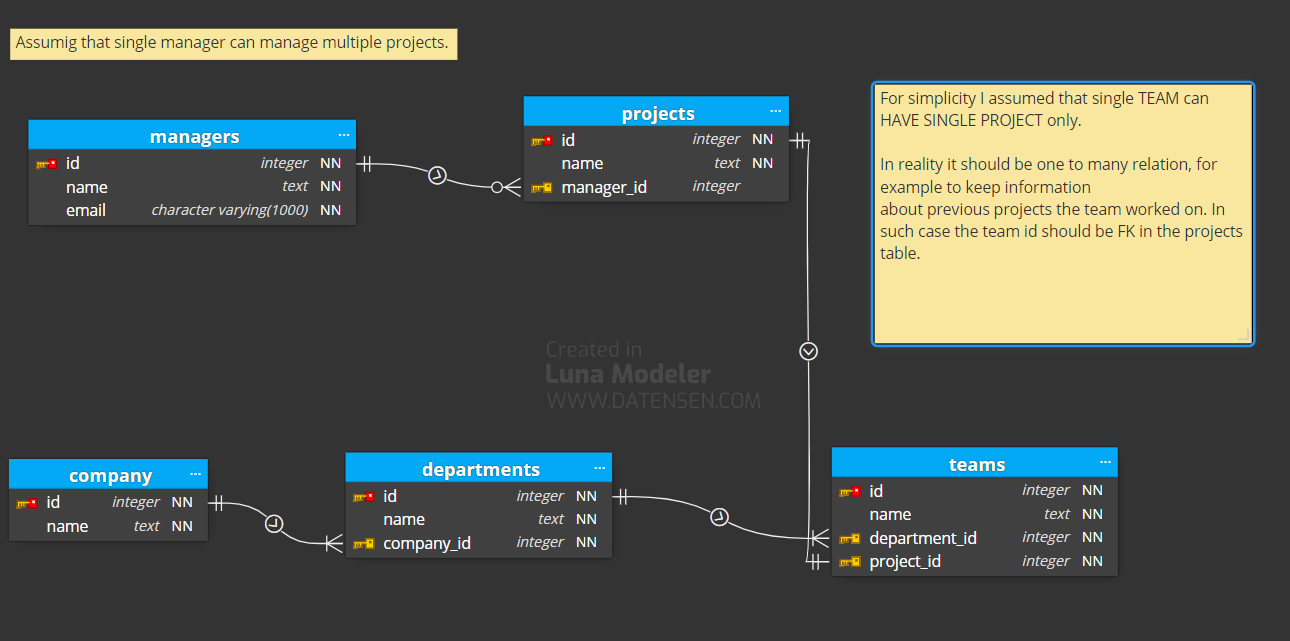 Assumig that single manager can manage multiple projects.
For simplicity I assumed that single TEAM can
HAVE SINGLE PROJECT only.
In reality it should be one to many relation, for
example to keep information
about previous projects the team worked on. In
such case the team id should be FK in the projects
table.
managers ...
id integer NN
name text NN
email character varying(1000) NN
projects ...
id integer NN
name text NN
manager_id integer
Created in
Luna Modeler
WWW.DATENSEN.COM
company ...
id integer NN
name text NN
departments ...
id integer NN
name text NN
company_id integer NN
teams ...
id integer NN
name text NN
department_id integer NN
project_id integer NN